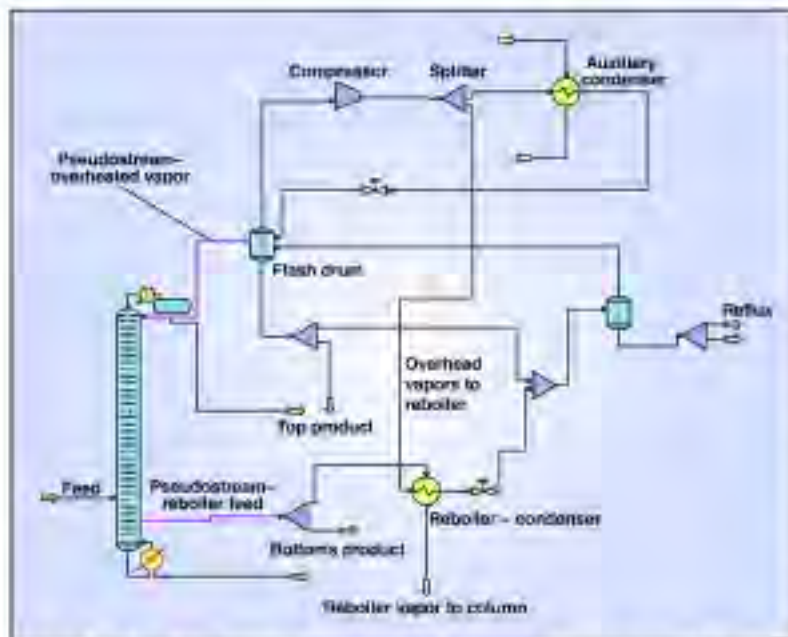 Compressor
Splitter
Auxiliary
condenser
Pseudostream-
overheated vapor
Flash drum
Reflux
Overhead
vapors to
reboiler
Top product
Feed
Pseudostream-
reboiler feed
Reboiler - condenser
Bottoms product
Reboiler vapor to column